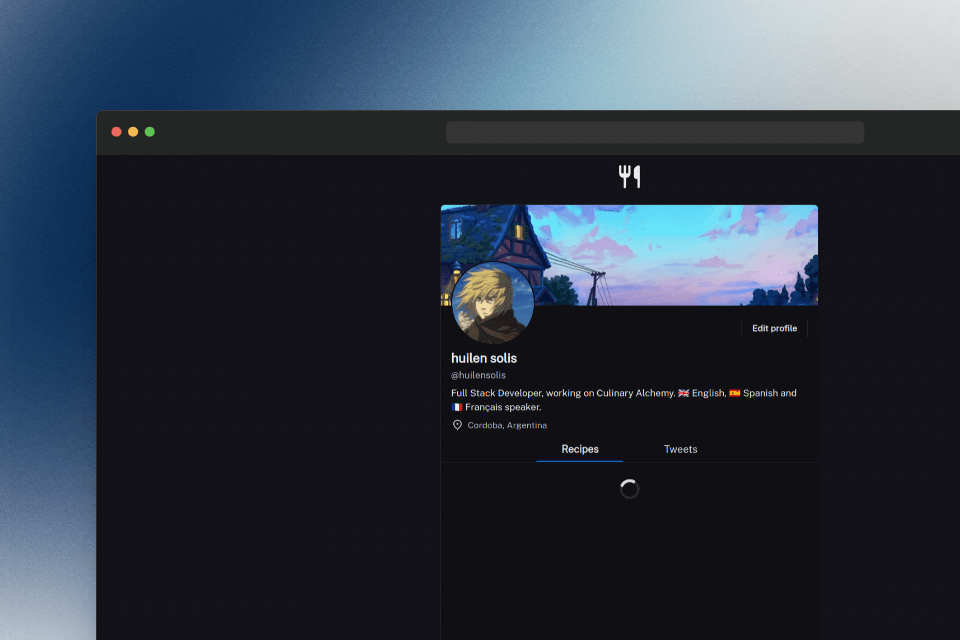 Edit profile
huilen solis
@huilensolis
Full Stack Developer, working on Culinary Alchemy. 🇬🇧 English, 🇪🇸 Spanish and
🇫🇷 Français speaker.
Cordoba, Argentina
Recipes Tweets